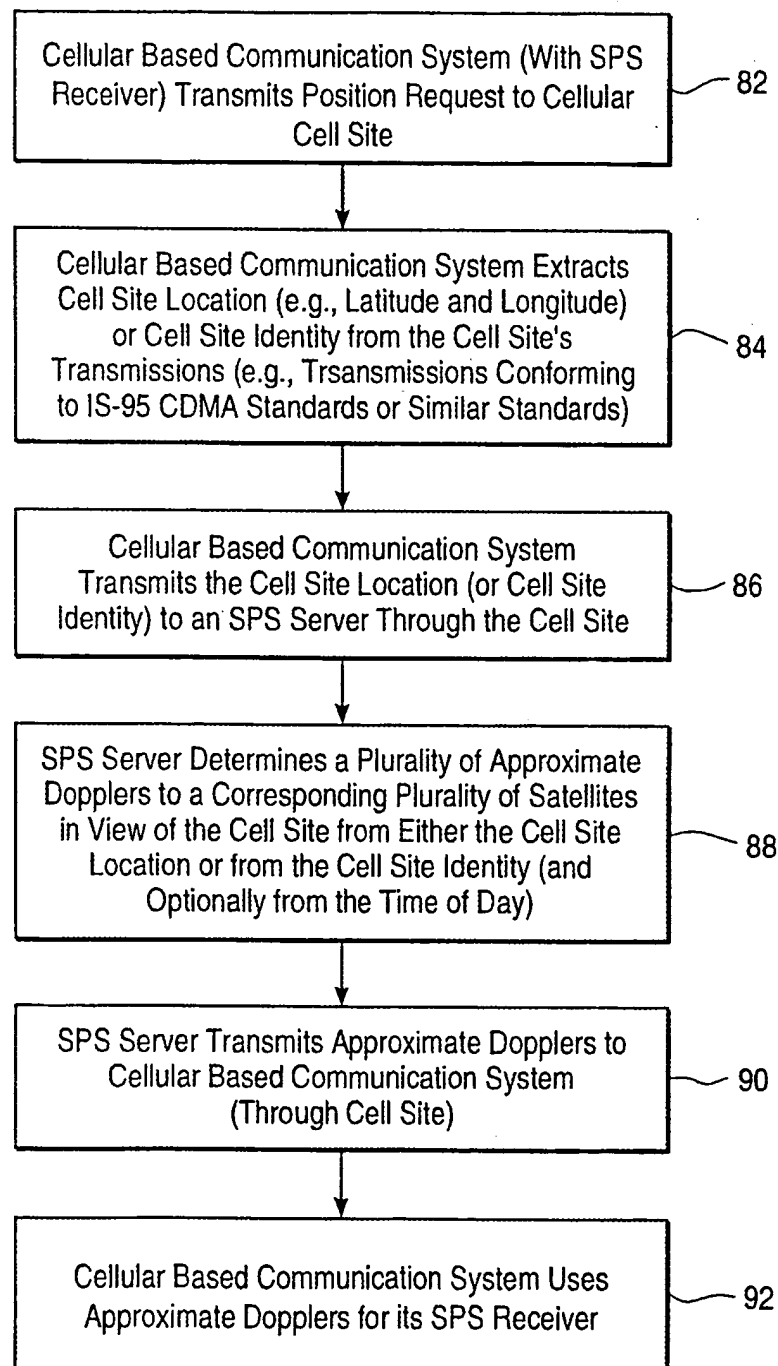 Cellular Based Communication System (With SPS
Receiver) Transmits Position Request to Cellular
Cell Site
82
Cellular Based Communication System Extracts
Cell Site Location (e.g., Latitude and Longitude)
or Cell Site Identity from the Cell Site's
Transmissions (e.g., Trsansmissions Conforming
to IS-95 CDMA Standards or Similar Standards)
84
Cellular Based Communication System
Transmits the Cell Site Location (or Cell Site
Identity) to an SPS Server Through the Cell Site
86
SPS Server Determines a Plurality of Approximate
Dopplers to a Corresponding Plurality of Satellites
in View of the Cell Site from Either the Cell Site
Location or from the Cell Site Identity (and
Optionally from the Time of Day)
88
SPS Server Transmits Approximate Dopplers to
Cellular Based Communication System
(Through Cell Site)
90
Cellular Based Communication System Uses
Approximate Dopplers for its SPS Receiver
92